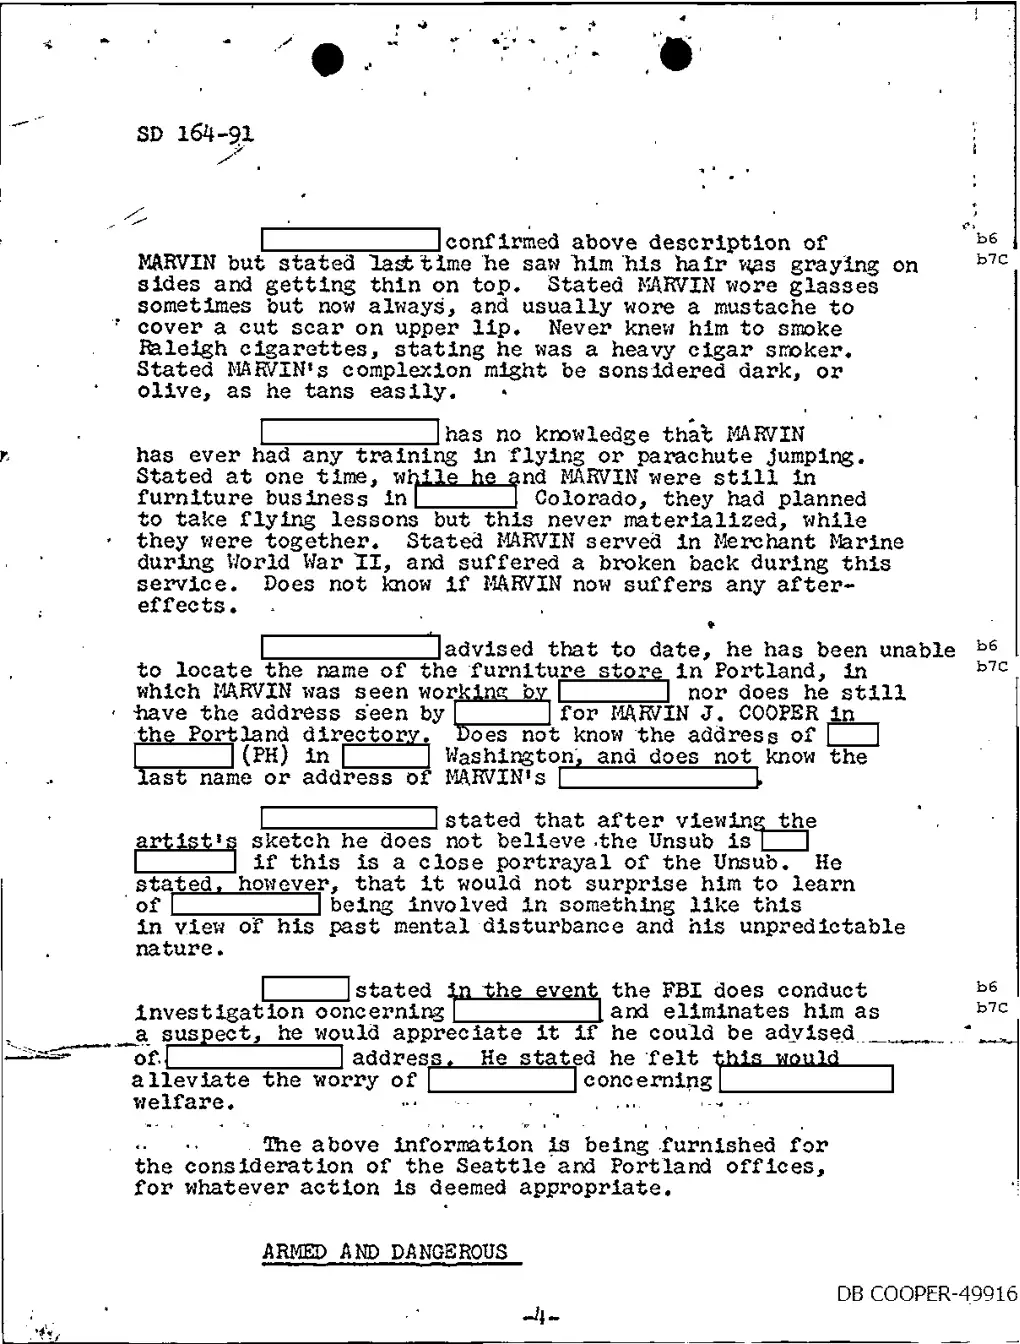 SD 164-91
confirmed above description of b6
MARVIN but stated last time he saw him his hair was graying on b7C
sides and getting thin on top. Stated MARVIN wore glasses
sometimes but now always, and usually wore a mustache to
cover a cut scar on upper lip. Never knew him to smoke
Raleigh cigarettes, stating he was a heavy cigar smoker.
Stated MARVIN's complexion might be sonsidered dark, or
olive, as he tans easily.
has no knowledge that MARVIN
has ever had any training in flying or parachute jumping.
Stated at one time, while he and MARVIN were still in
furniture business in Colorado, they had planned
to take flying lessons but this never materialized, while
they were together. Stated MARVIN served in Merchant Marine
during World War II, and suffered a broken back during this
service. Does not know if MARVIN now suffers any after-
effects.
advised that to date, he has been unable b6
to locate the name of the furniture store in Portland, in b7C
which MARVIN was seen working by nor does he still
have the address seen by for MARVIN J. COOPER in
the Portland directory. Does not know the address of
(PH) in Washington, and does not know the
last name or address of MARVIN's .
stated that after viewing the
artist's sketch he does not believe the Unsub is
if this is a close portrayal of the Unsub. He
stated, however, that it would not surprise him to learn
of being involved in something like this
in view of his past mental disturbance and his unpredictable
nature.
stated in the event the FBI does conduct b6
investigation concerning and eliminates him as b7C
a suspect, he would appreciate it if he could be advised
of address. He stated he felt this would
alleviate the worry of concerning
welfare.
The above information is being furnished for
the consideration of the Seattle and Portland offices,
for whatever action is deemed appropriate.
ARMED AND DANGEROUS
DB COOPER-49916
-4-